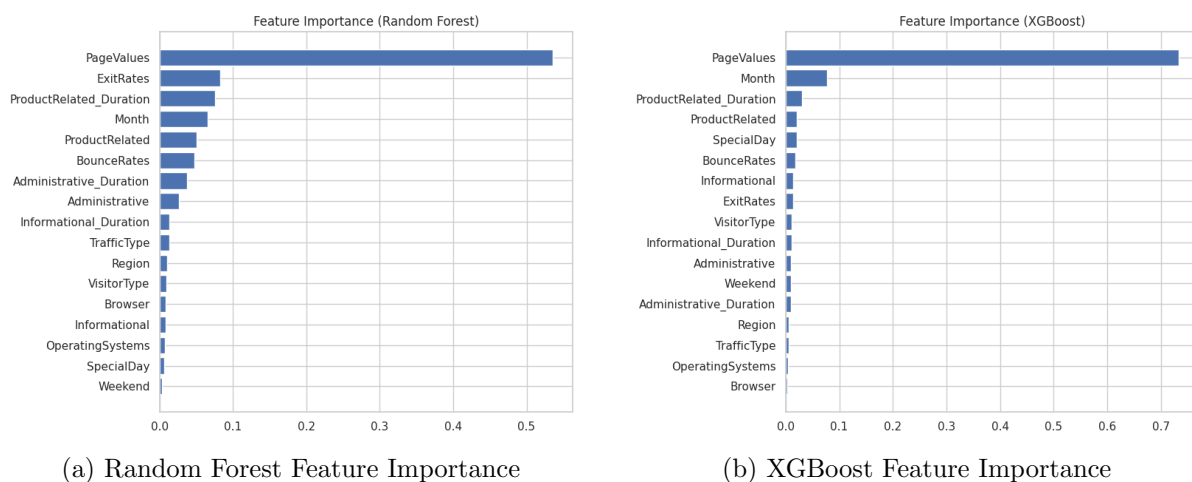 Feature Importance (Random Forest)
PageValues
ExitRates
ProductRelated_Duration
Month
ProductRelated
BounceRates
Administrative_Duration
Administrative
Informational_Duration
TrafficType
Region
VisitorType
Browser
Informational
OperatingSystems
SpecialDay
Weekend
0.0 0.1 0.2 0.3 0.4 0.5
(a) Random Forest Feature Importance
Feature Importance (XGBoost)
PageValues
Month
ProductRelated_Duration
ProductRelated
SpecialDay
BounceRates
Informational
ExitRates
VisitorType
Informational_Duration
Administrative
Weekend
Administrative_Duration
Region
TrafficType
OperatingSystems
Browser
0.0 0.1 0.2 0.3 0.4 0.5 0.6 0.7
(b) XGBoost Feature Importance